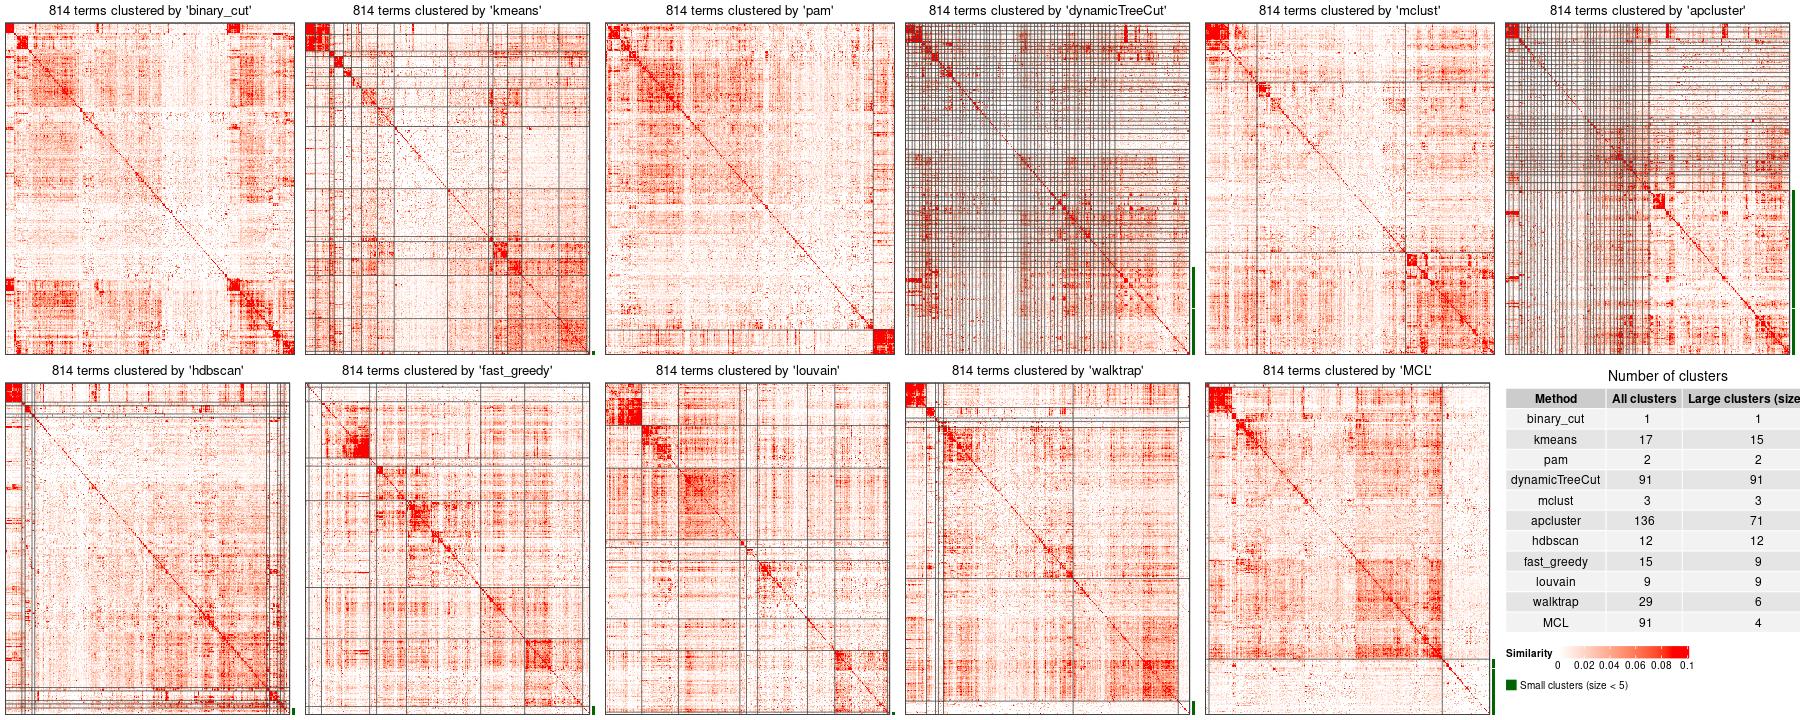 814 terms clustered by 'binary_cut'
814 terms clustered by 'kmeans'
814 terms clustered by 'pam'
814 terms clustered by 'dynamicTreeCut'
814 terms clustered by 'mclust'
814 terms clustered by 'apcluster'
814 terms clustered by 'hdbscan'
814 terms clustered by 'fast_greedy'
814 terms clustered by 'louvain'
814 terms clustered by 'walktrap'
814 terms clustered by 'MCL'
Number of clusters
Method All clusters Large clusters (size
binary_cut 1 1
kmeans 17 15
pam 2 2
dynamicTreeCut 91 91
mclust 3 3
apcluster 136 71
hdbscan 12 12
fast_greedy 15 9
louvain 9 9
walktrap 29 6
MCL 91 4
Similarity
0 0.02 0.04 0.06 0.08 0.1
Small clusters (size < 5)